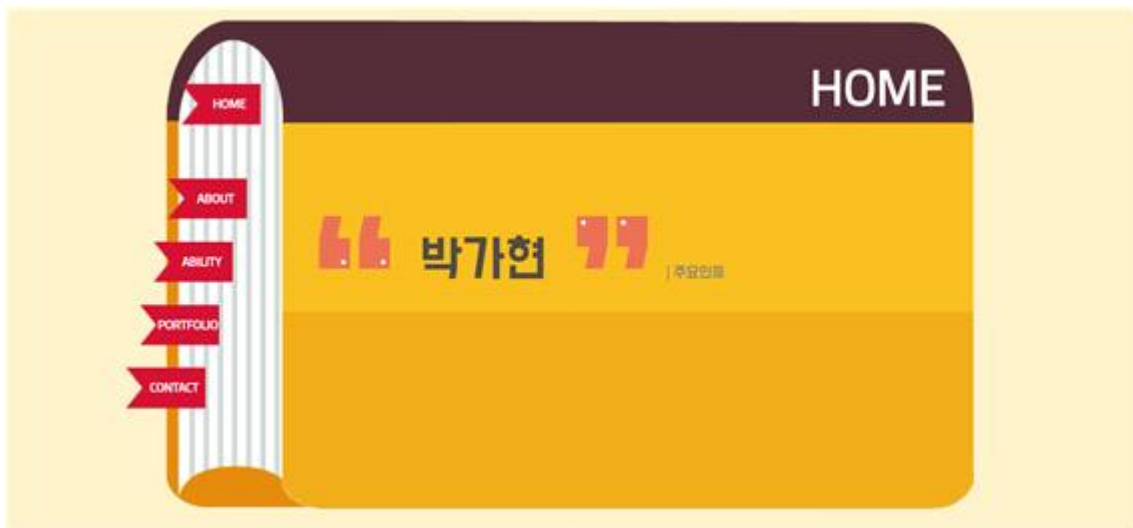 HOME
HOME
ABOUT
ABILITY
PORTFOLIO
CONTACT
“ 박가현 ”